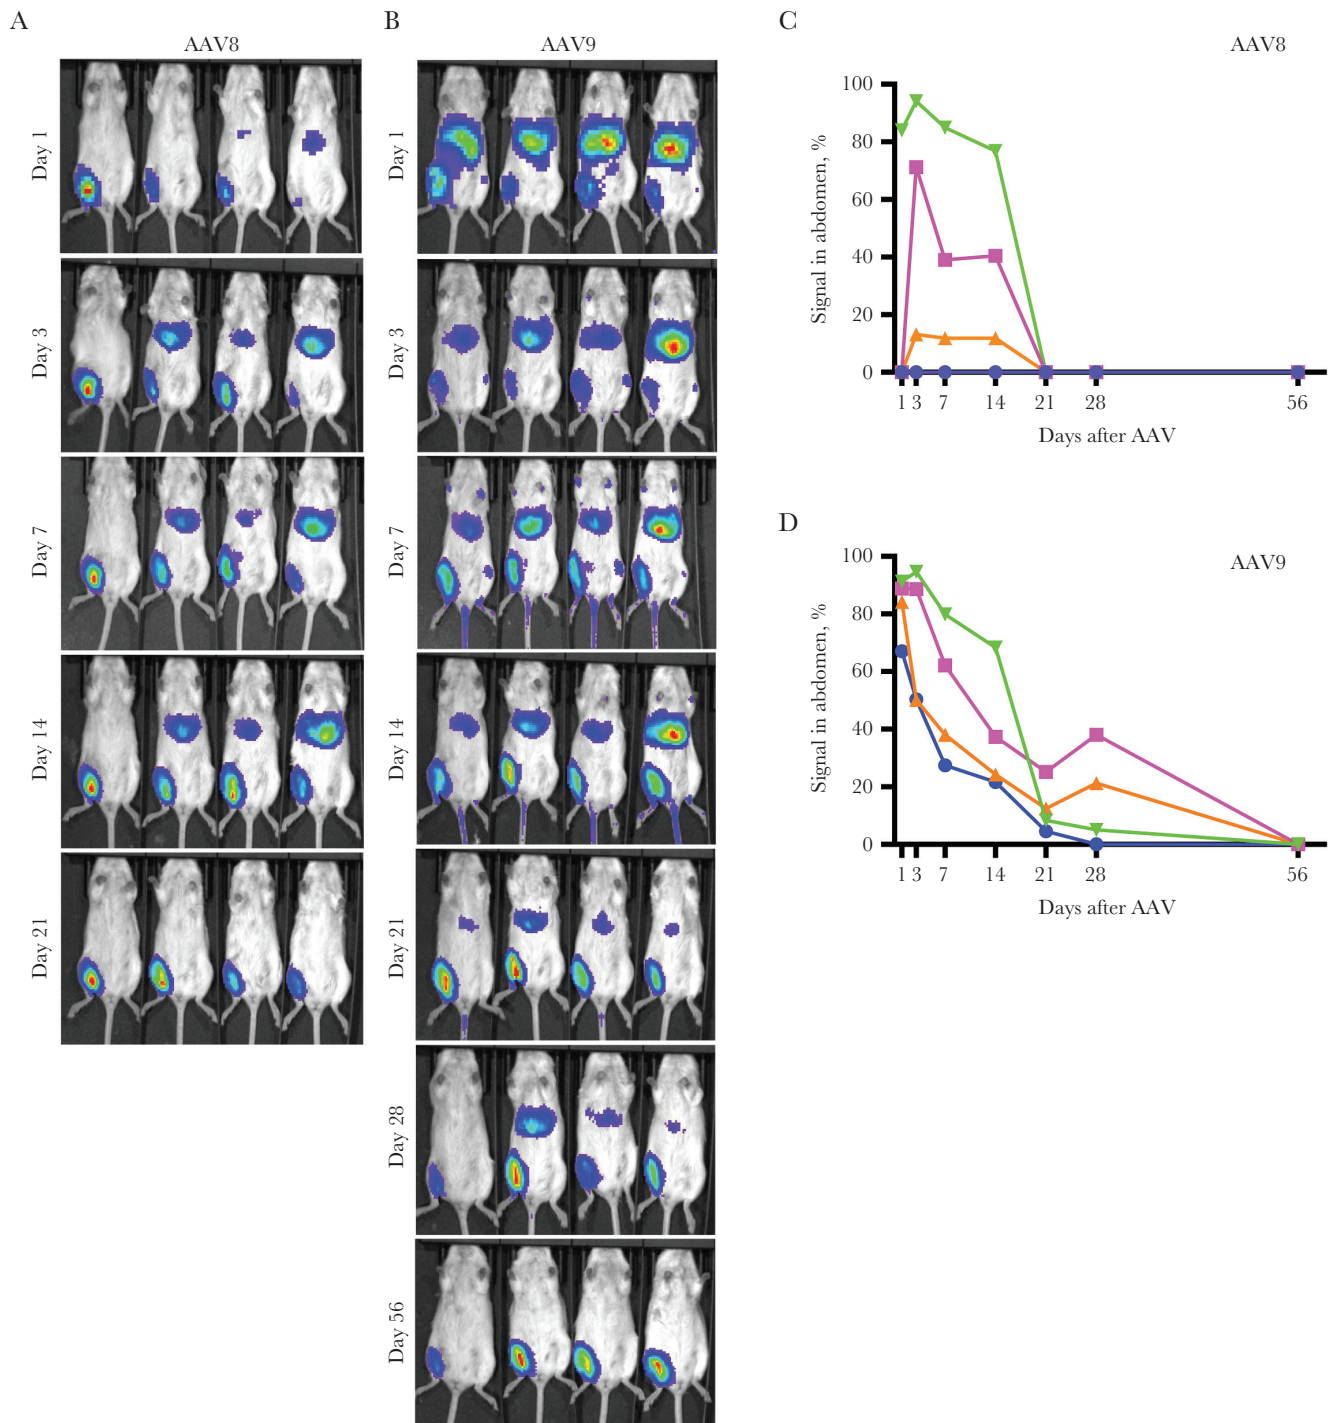 A
AAV8
Day 1
Day 3
Day 7
Day 14
Day 21
B
AAV9
Day 1
Day 3
Day 7
Day 14
Day 21
Day 28
Day 56
C
AAV8
Signal in abdomen, %
100
80
60
40
20
0
1 3 7 14 21 28 56
Days after AAV
D
AAV9
Signal in abdomen, %
100
80
60
40
20
0
1 3 7 14 21 28 56
Days after AAV